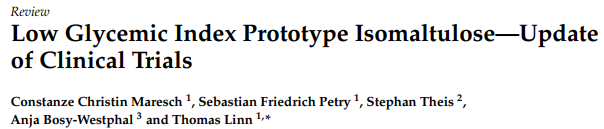 Review
Low Glycemic Index Prototype Isomaltulose—Update
of Clinical Trials
Constanze Christin Maresch 1, Sebastian Friedrich Petry 1, Stephan Theis 2,
Anja Bosy-Westphal 3 and Thomas Linn 1,*